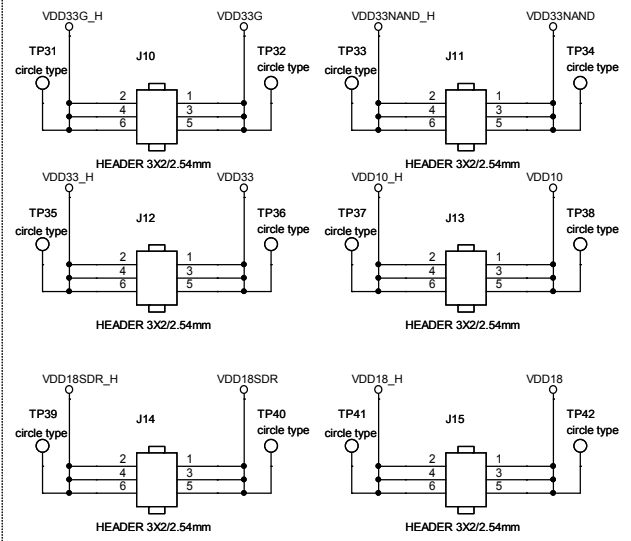 VDD33G_H VDD33G VDD33NAND_H VDD33NAND
TP31 J10 TP32 TP33 J11 TP34
circle type circle type circle type circle type
2 1 2 1
4 3 4 3
6 5 6 5
HEADER 3X2/2.54mm HEADER 3X2/2.54mm
VDD33_H VDD33 VDD10_H VDD10
TP35 J12 TP36 TP37 J13 TP38
circle type circle type circle type circle type
2 1 2 1
4 3 4 3
6 5 6 5
HEADER 3X2/2.54mm HEADER 3X2/2.54mm
VDD18SDR_H VDD18SDR VDD18_H VDD18
TP39 J14 TP40 TP41 J15 TP42
circle type circle type circle type circle type
2 1 2 1
4 3 4 3
6 5 6 5
HEADER 3X2/2.54mm HEADER 3X2/2.54mm